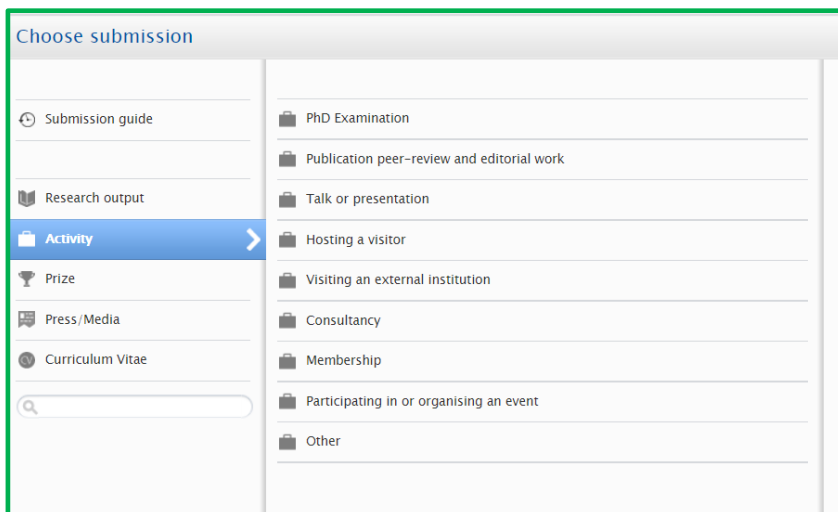 Choose submission
Submission guide
Research output
Activity
Prize
Press/Media
CV
Curriculum Vitae
PhD Examination
Publication peer-review and editorial work
Talk or presentation
Hosting a visitor
Visiting an external institution
Consultancy
Membership
Participating in or organising an event
Other